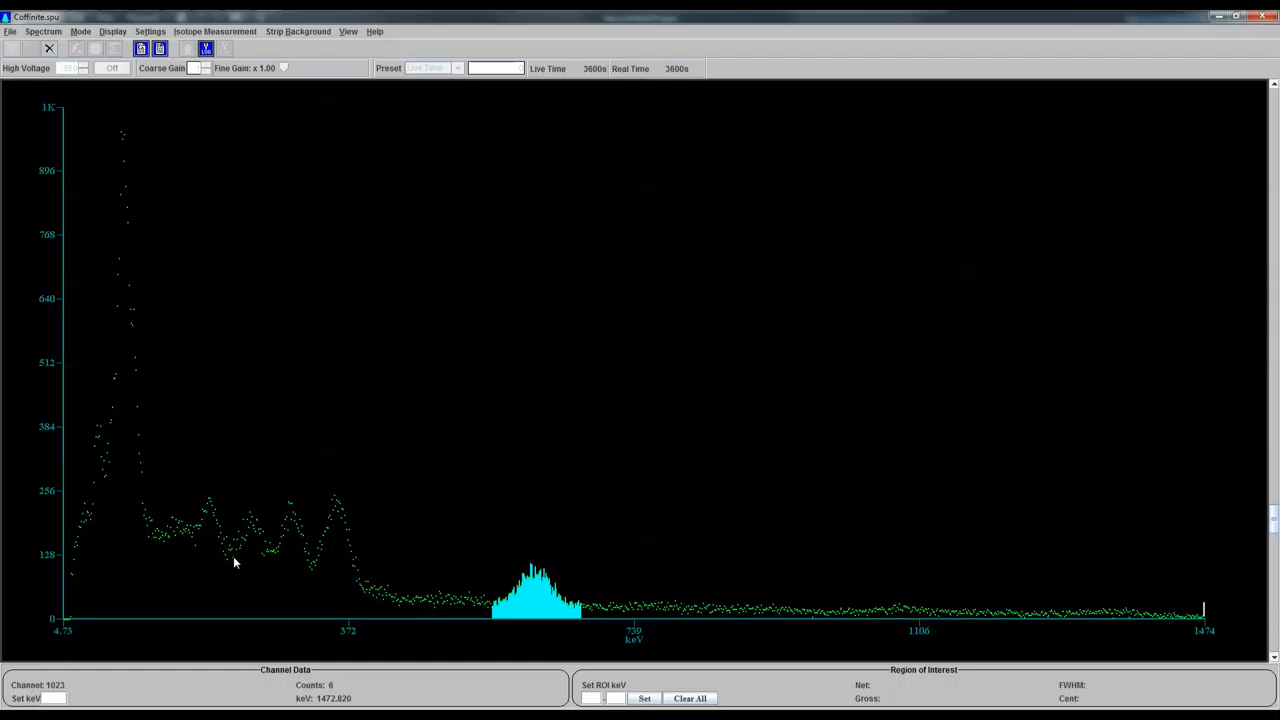 Coffinite.spu
File Spectrum Mode Display Settings Isotope Measurement Strip Background View Help
High Voltage Off Coarse Gain Fine Gain: x 1.00 Preset Live Time Live Time 3600s Real Time 3600s
1K
896
768
640
512
384
256
128
0
4.73 372 739 1106 1474
keV
Channel Data Region of Interest
Channel: 1023 Counts: 6 Set ROI keV Net: FWHM:
Set keV keV: 1472.820 - Set Clear All Gross: Cent: